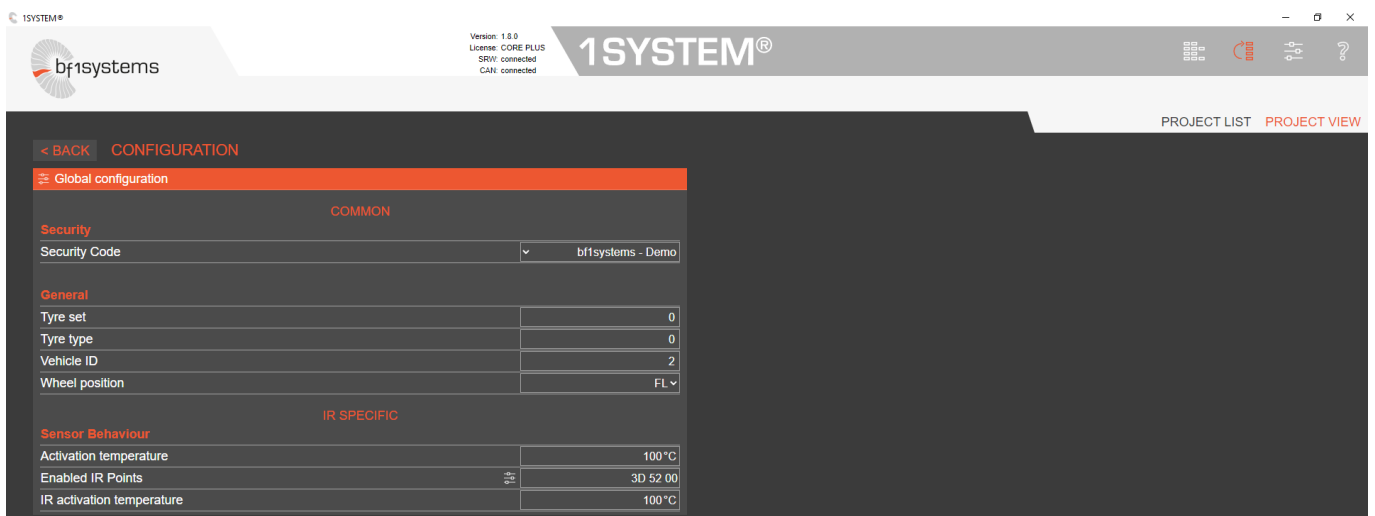 1SYSTEM®
bf1systems
Version: 1.8.0
License: CORE PLUS
SRW: connected
CAN: connected
1SYSTEM®
PROJECT LIST PROJECT VIEW
< BACK CONFIGURATION
Global configuration
COMMON
Security
Security Code bf1systems - Demo
General
Tyre set 0
Tyre type 0
Vehicle ID 2
Wheel position FL
IR SPECIFIC
Sensor Behaviour
Activation temperature 100°C
Enabled IR Points 3D 52 00
IR activation temperature 100°C